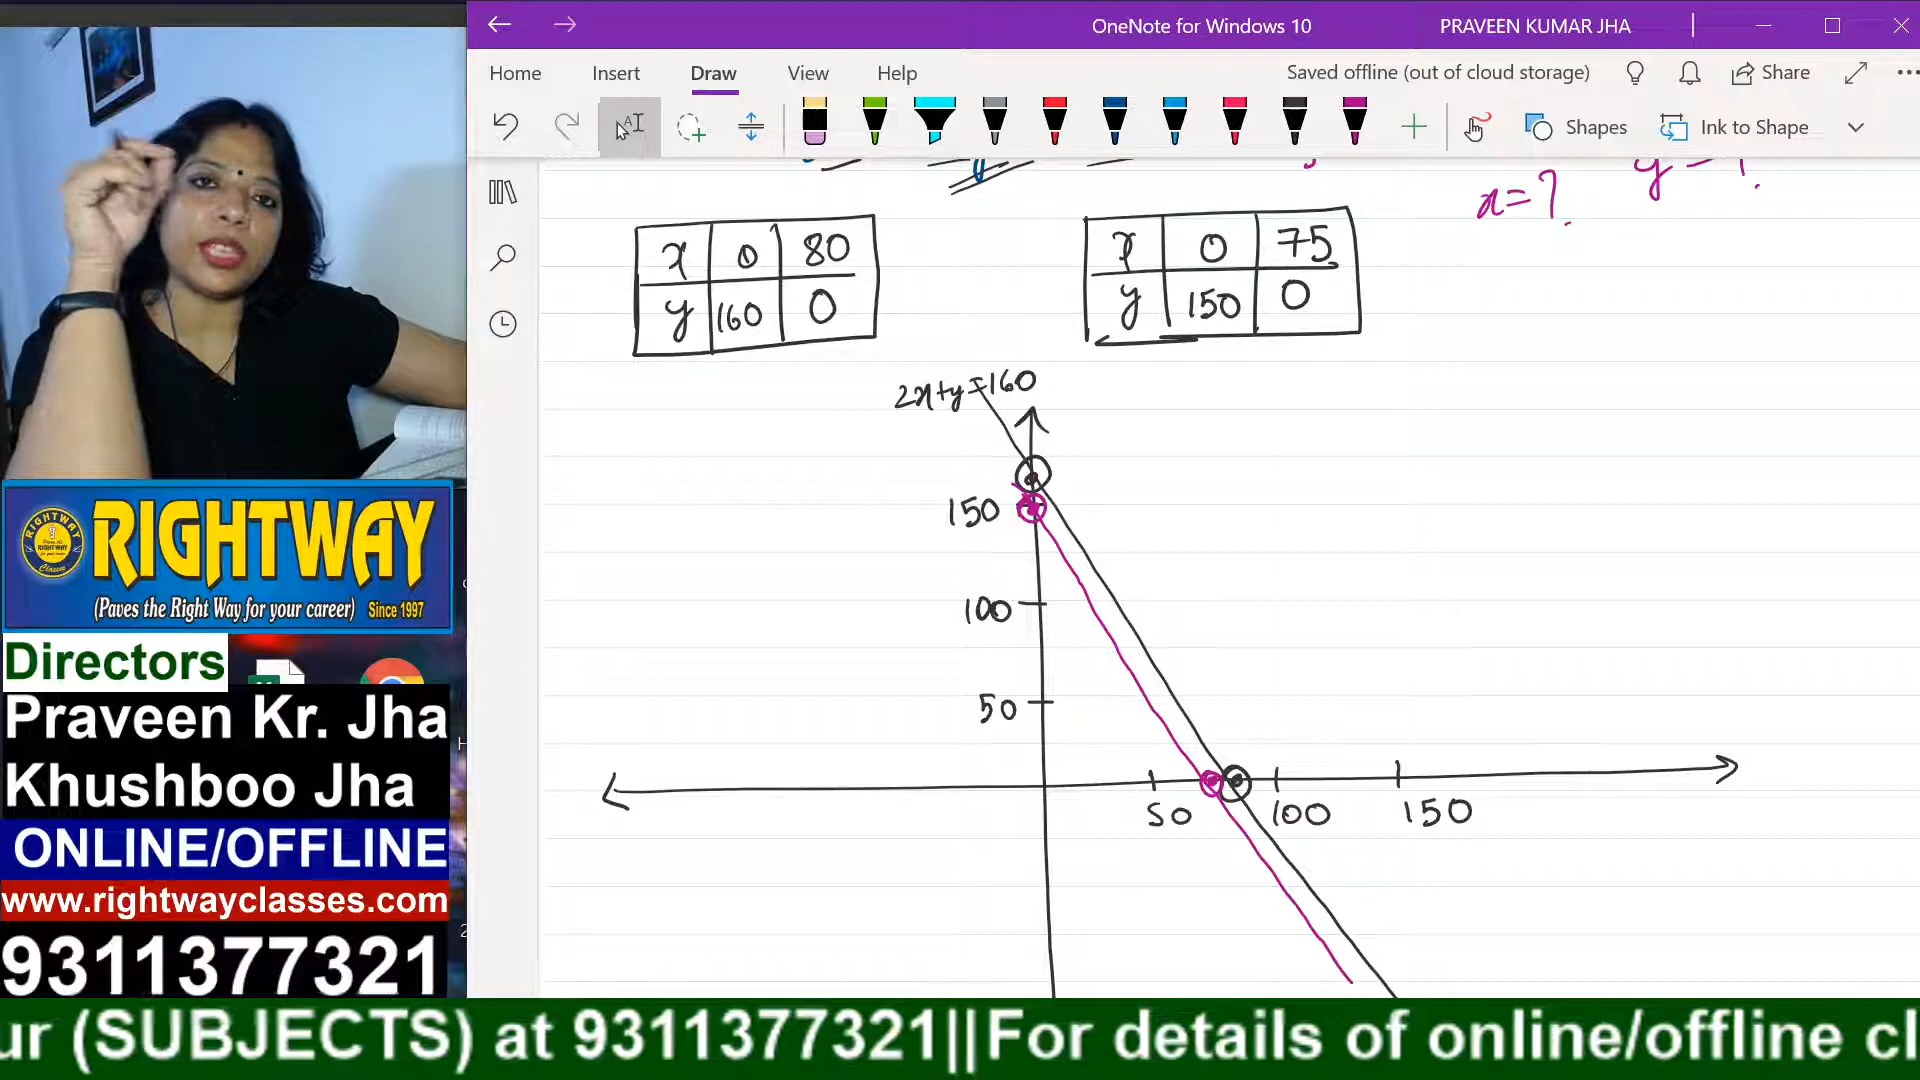 OneNote for Windows 10
PRAVEEN KUMAR JHA
Home Insert Draw View Help
Saved offline (out of cloud storage)
Share
Shapes
Ink to Shape
x=?
x 0 80
y 160 0
x 0 75
y 150 0
2x+y=160
150
100
50
50 100 150
RIGHTWAY
Classes
RIGHTWAY
(Paves the Right Way for your career) Since 1997
Directors
Praveen Kr. Jha
Khushboo Jha
ONLINE/OFFLINE
www.rightwayclasses.com
9311377321
ur (SUBJECTS) at 9311377321||For details of online/offline cl